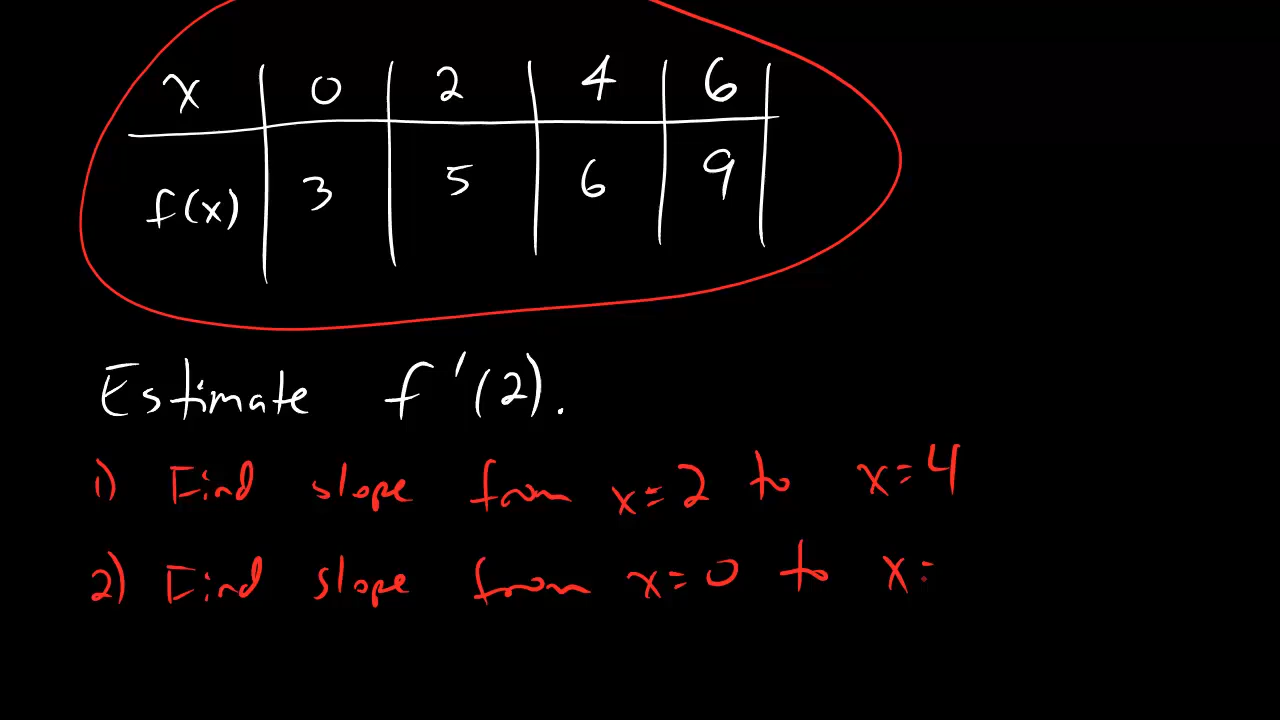 x 0 2 4 6
f(x) 3 5 6 9
Estimate f'(2).
1) Find slope from x=2 to x=4
2) Find slope from x=0 to x=